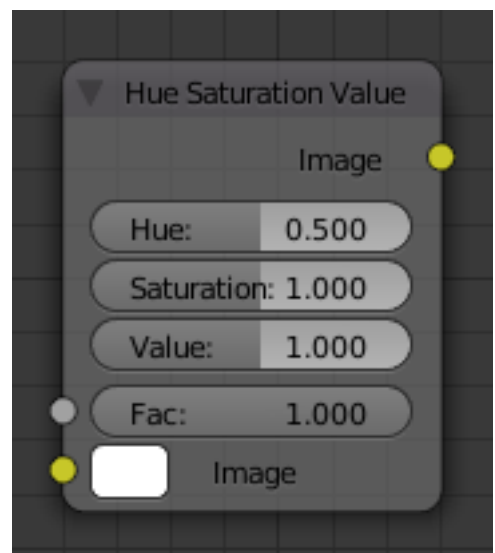 Hue Saturation Value
Image
Hue: 0.500
Saturation: 1.000
Value: 1.000
Fac: 1.000
Image